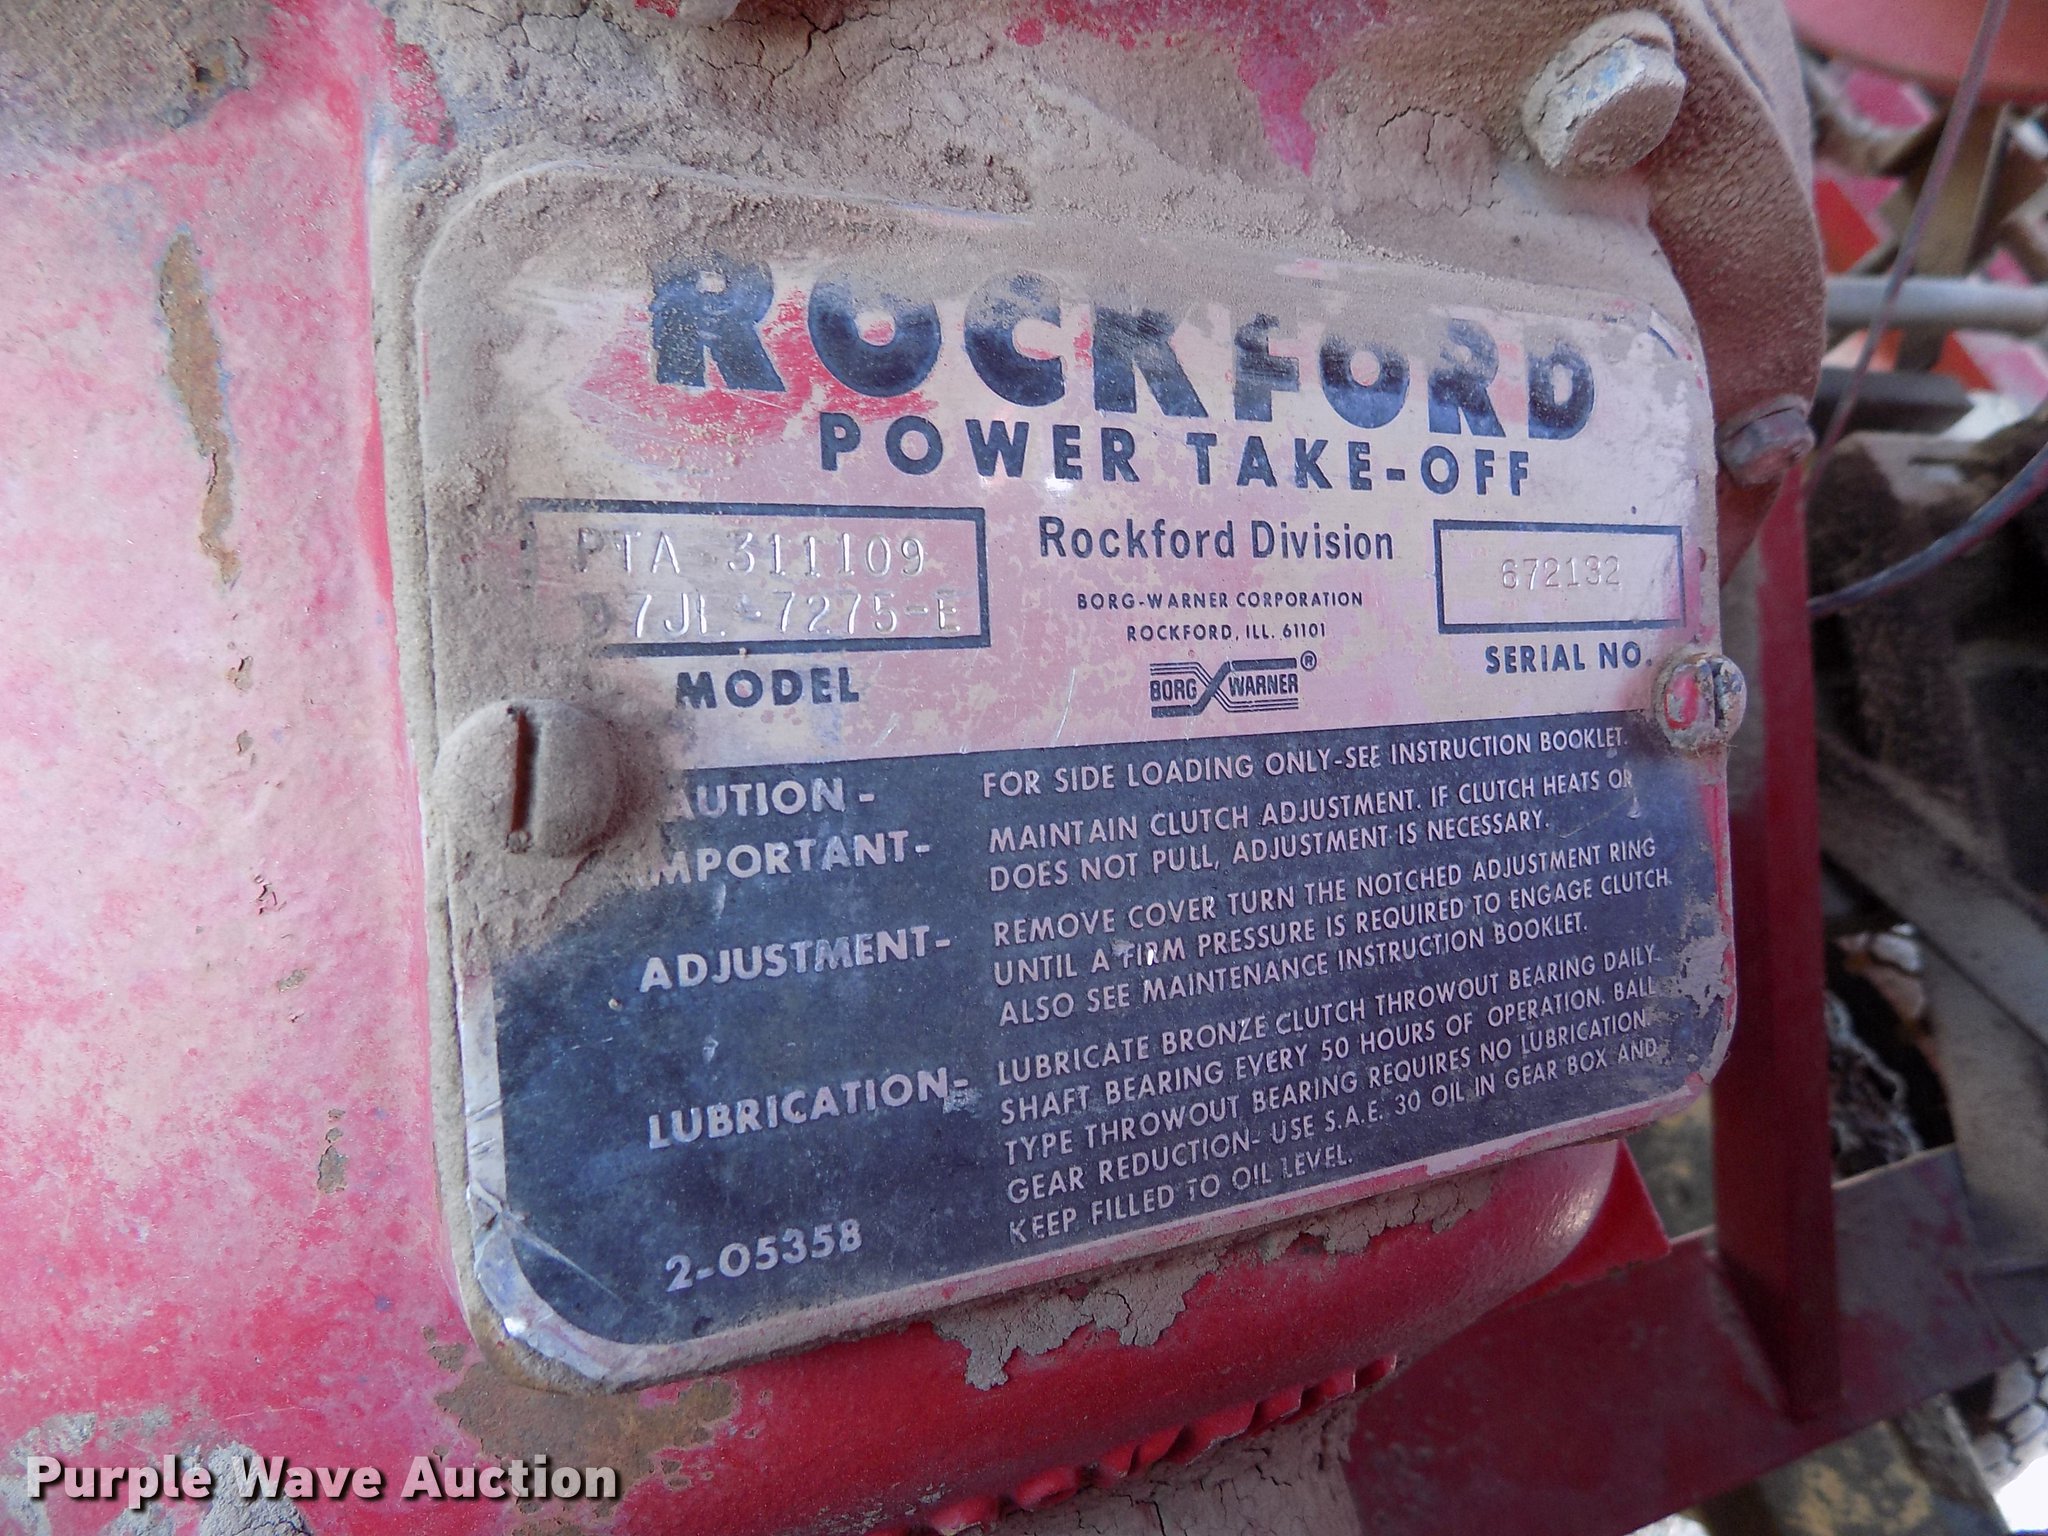 ROCKFORD
POWER TAKE-OFF
PTA 311109
7JL-7275-E
MODEL
Rockford Division
BORG-WARNER CORPORATION
ROCKFORD, ILL. 61101
BORG WARNER ®
672132
SERIAL NO.
AUTION - FOR SIDE LOADING ONLY-SEE INSTRUCTION BOOKLET.
IMPORTANT- MAINTAIN CLUTCH ADJUSTMENT. IF CLUTCH HEATS OR
DOES NOT PULL, ADJUSTMENT IS NECESSARY.
ADJUSTMENT- REMOVE COVER TURN THE NOTCHED ADJUSTMENT RING
UNTIL A FIRM PRESSURE IS REQUIRED TO ENGAGE CLUTCH.
ALSO SEE MAINTENANCE INSTRUCTION BOOKLET.
LUBRICATION- LUBRICATE BRONZE CLUTCH THROWOUT BEARING DAILY-
SHAFT BEARING EVERY 50 HOURS OF OPERATION. BALL
TYPE THROWOUT BEARING REQUIRES NO LUBRICATION.
GEAR REDUCTION- USE S.A.E. 30 OIL IN GEAR BOX AND
KEEP FILLED TO OIL LEVEL.
2-05358
Purple Wave Auction